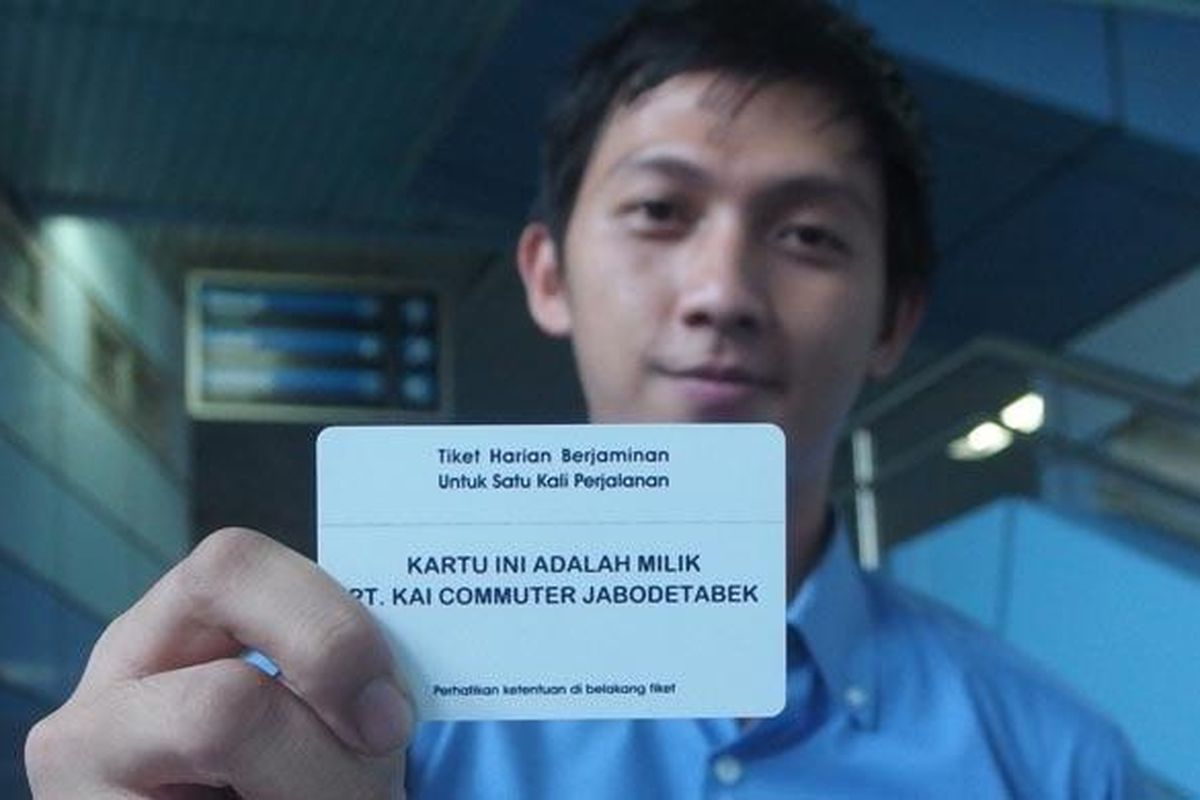 Tiket Harian Berjaminan
Untuk Satu Kali Perjalanan
KARTU INI ADALAH MILIK
PT. KAI COMMUTER JABODETABEK
Perhatikan ketentuan di belakang tiket